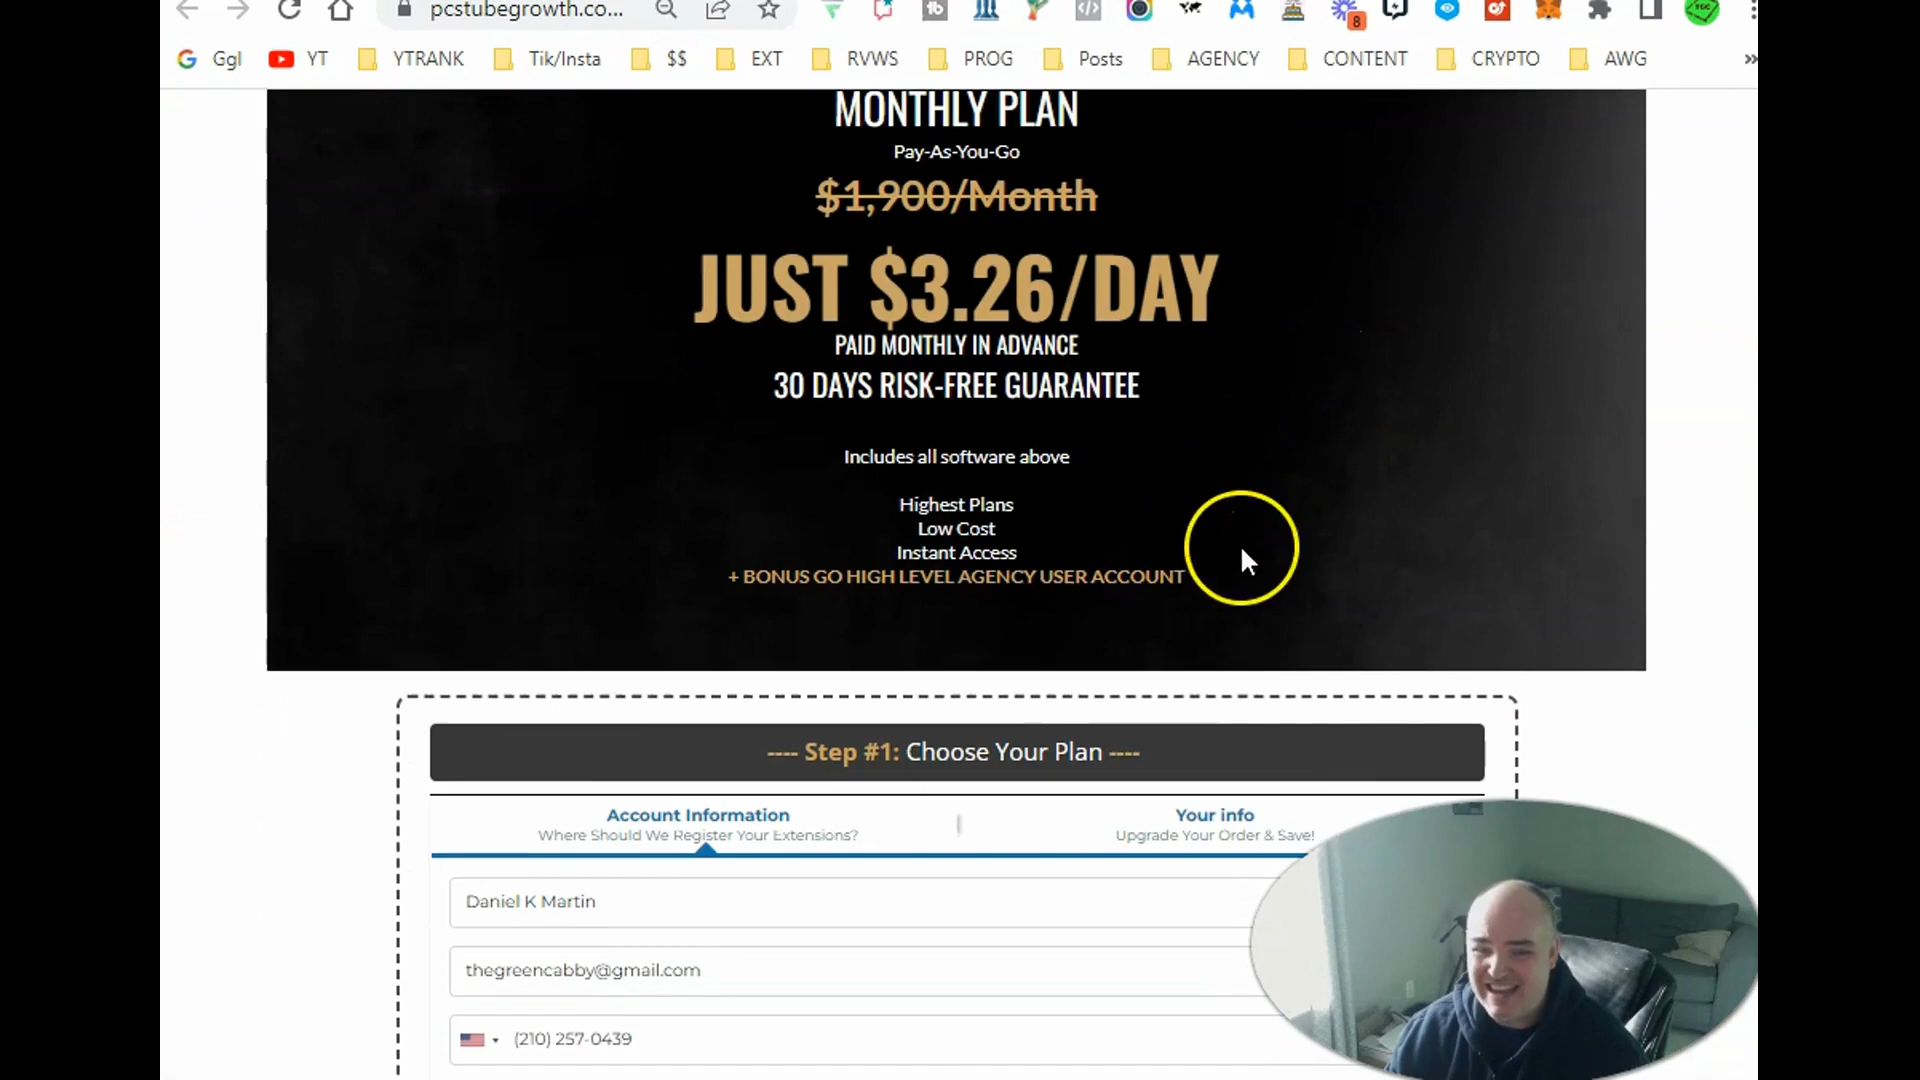 pcstubegrowth.co...
8
Ggl YT YTRANK Tik/Insta $$ EXT RVWS PROG Posts AGENCY CONTENT CRYPTO AWG »
MONTHLY PLAN
Pay-As-You-Go
$1,900/Month
JUST $3.26/DAY
PAID MONTHLY IN ADVANCE
30 DAYS RISK-FREE GUARANTEE
Includes all software above
Highest Plans
Low Cost
Instant Access
+ BONUS GO HIGH LEVEL AGENCY USER ACCOUNT
---- Step #1: Choose Your Plan ----
Account Information Your info
Where Should We Register Your Extensions? Upgrade Your Order & Save!
Daniel K Martin
thegreencabby@gmail.com
(210) 257-0439